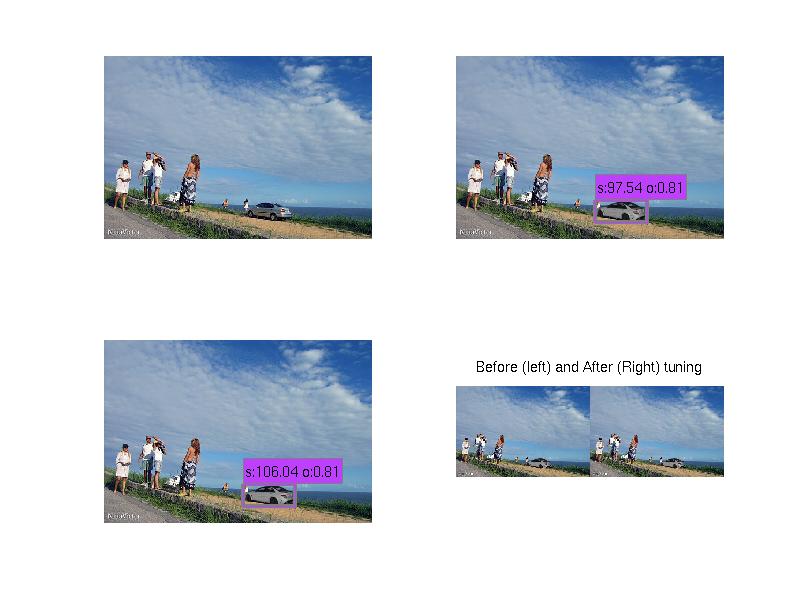 s:97.54 o:0.81
s:106.04 o:0.81
Before (left) and After (Right) tuning